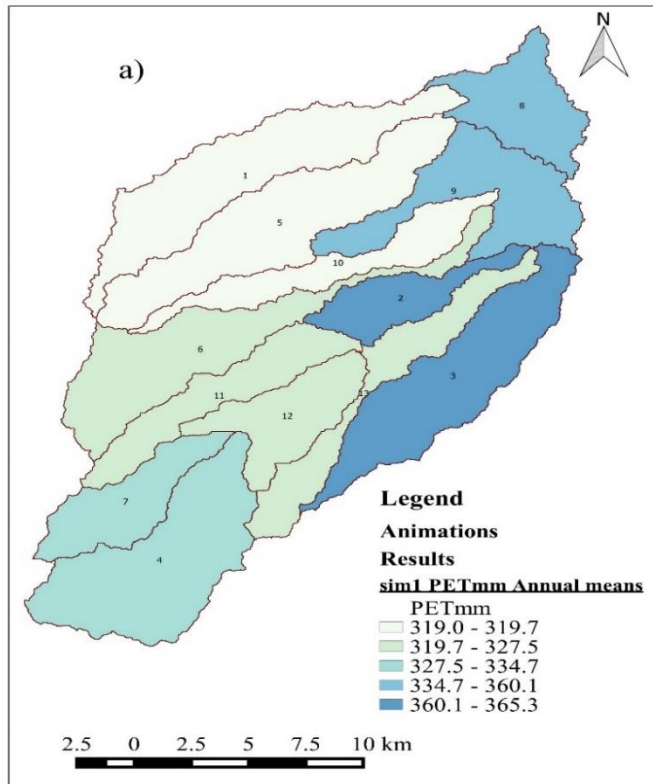 N
a)
8
1
9
5
10
2
6
3
11
13
12
7
4
Legend
Animations
Results
sim1 PETmm Annual means
PETmm
319.0 - 319.7
319.7 - 327.5
327.5 - 334.7
334.7 - 360.1
360.1 - 365.3
2.5 0 2.5 5 7.5 10 km